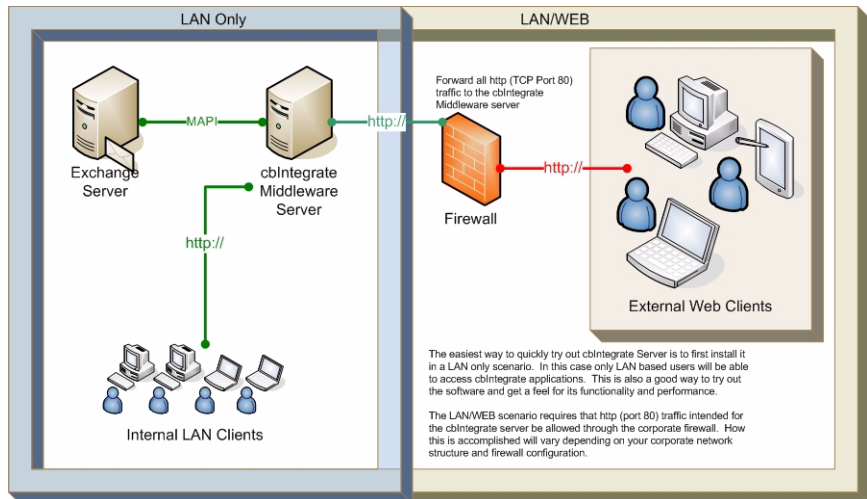 LAN Only
LAN/WEB
MAPI
http://
Exchange
Server
cbIntegrate
Middleware
Server
http://
Internal LAN Clients
Forward all http (TCP Port 80)
traffic to the cbIntegrate
Middleware server
Firewall
http://
External Web Clients
The easiest way to quickly try out cbIntegrate Server is to first install it
in a LAN only scenario. In this case only LAN based users will be able
to access cbIntegrate applications. This is also a good way to try out
the software and get a feel for its functionality and performance.
The LAN/WEB scenario requires that http (port 80) traffic intended for
the cbIntegrate server be allowed through the corporate firewall. How
this is accomplished will vary depending on your corporate network
structure and firewall configuration.